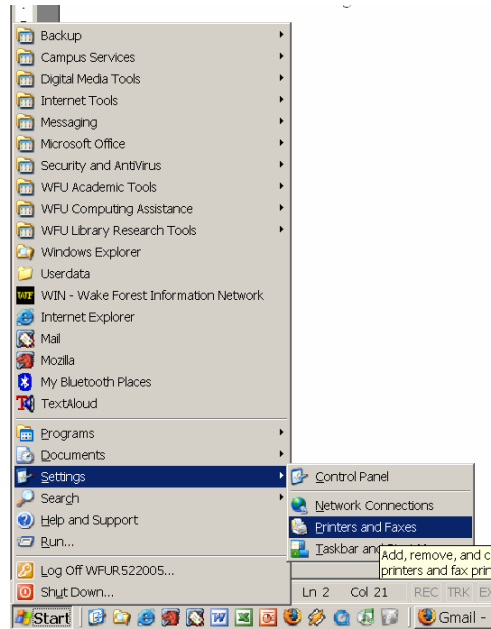 Backup
Campus Services
Digital Media Tools
Internet Tools
Messaging
Microsoft Office
Security and AntiVirus
WFU Academic Tools
WFU Computing Assistance
WFU Library Research Tools
Windows Explorer
Userdata
WF WIN - Wake Forest Information Network
Internet Explorer
Mail
Mozilla
My Bluetooth Places
TextAloud
Programs
Documents
Settings
Control Panel
Search
Network Connections
Help and Support
Printers and Faxes
Run...
Taskbar and
Add, remove, and c
printers and fax prin
Log Off WFUR522005...
Shut Down...
Ln 2 Col 21 REC TRK EX
Start
Gmail -